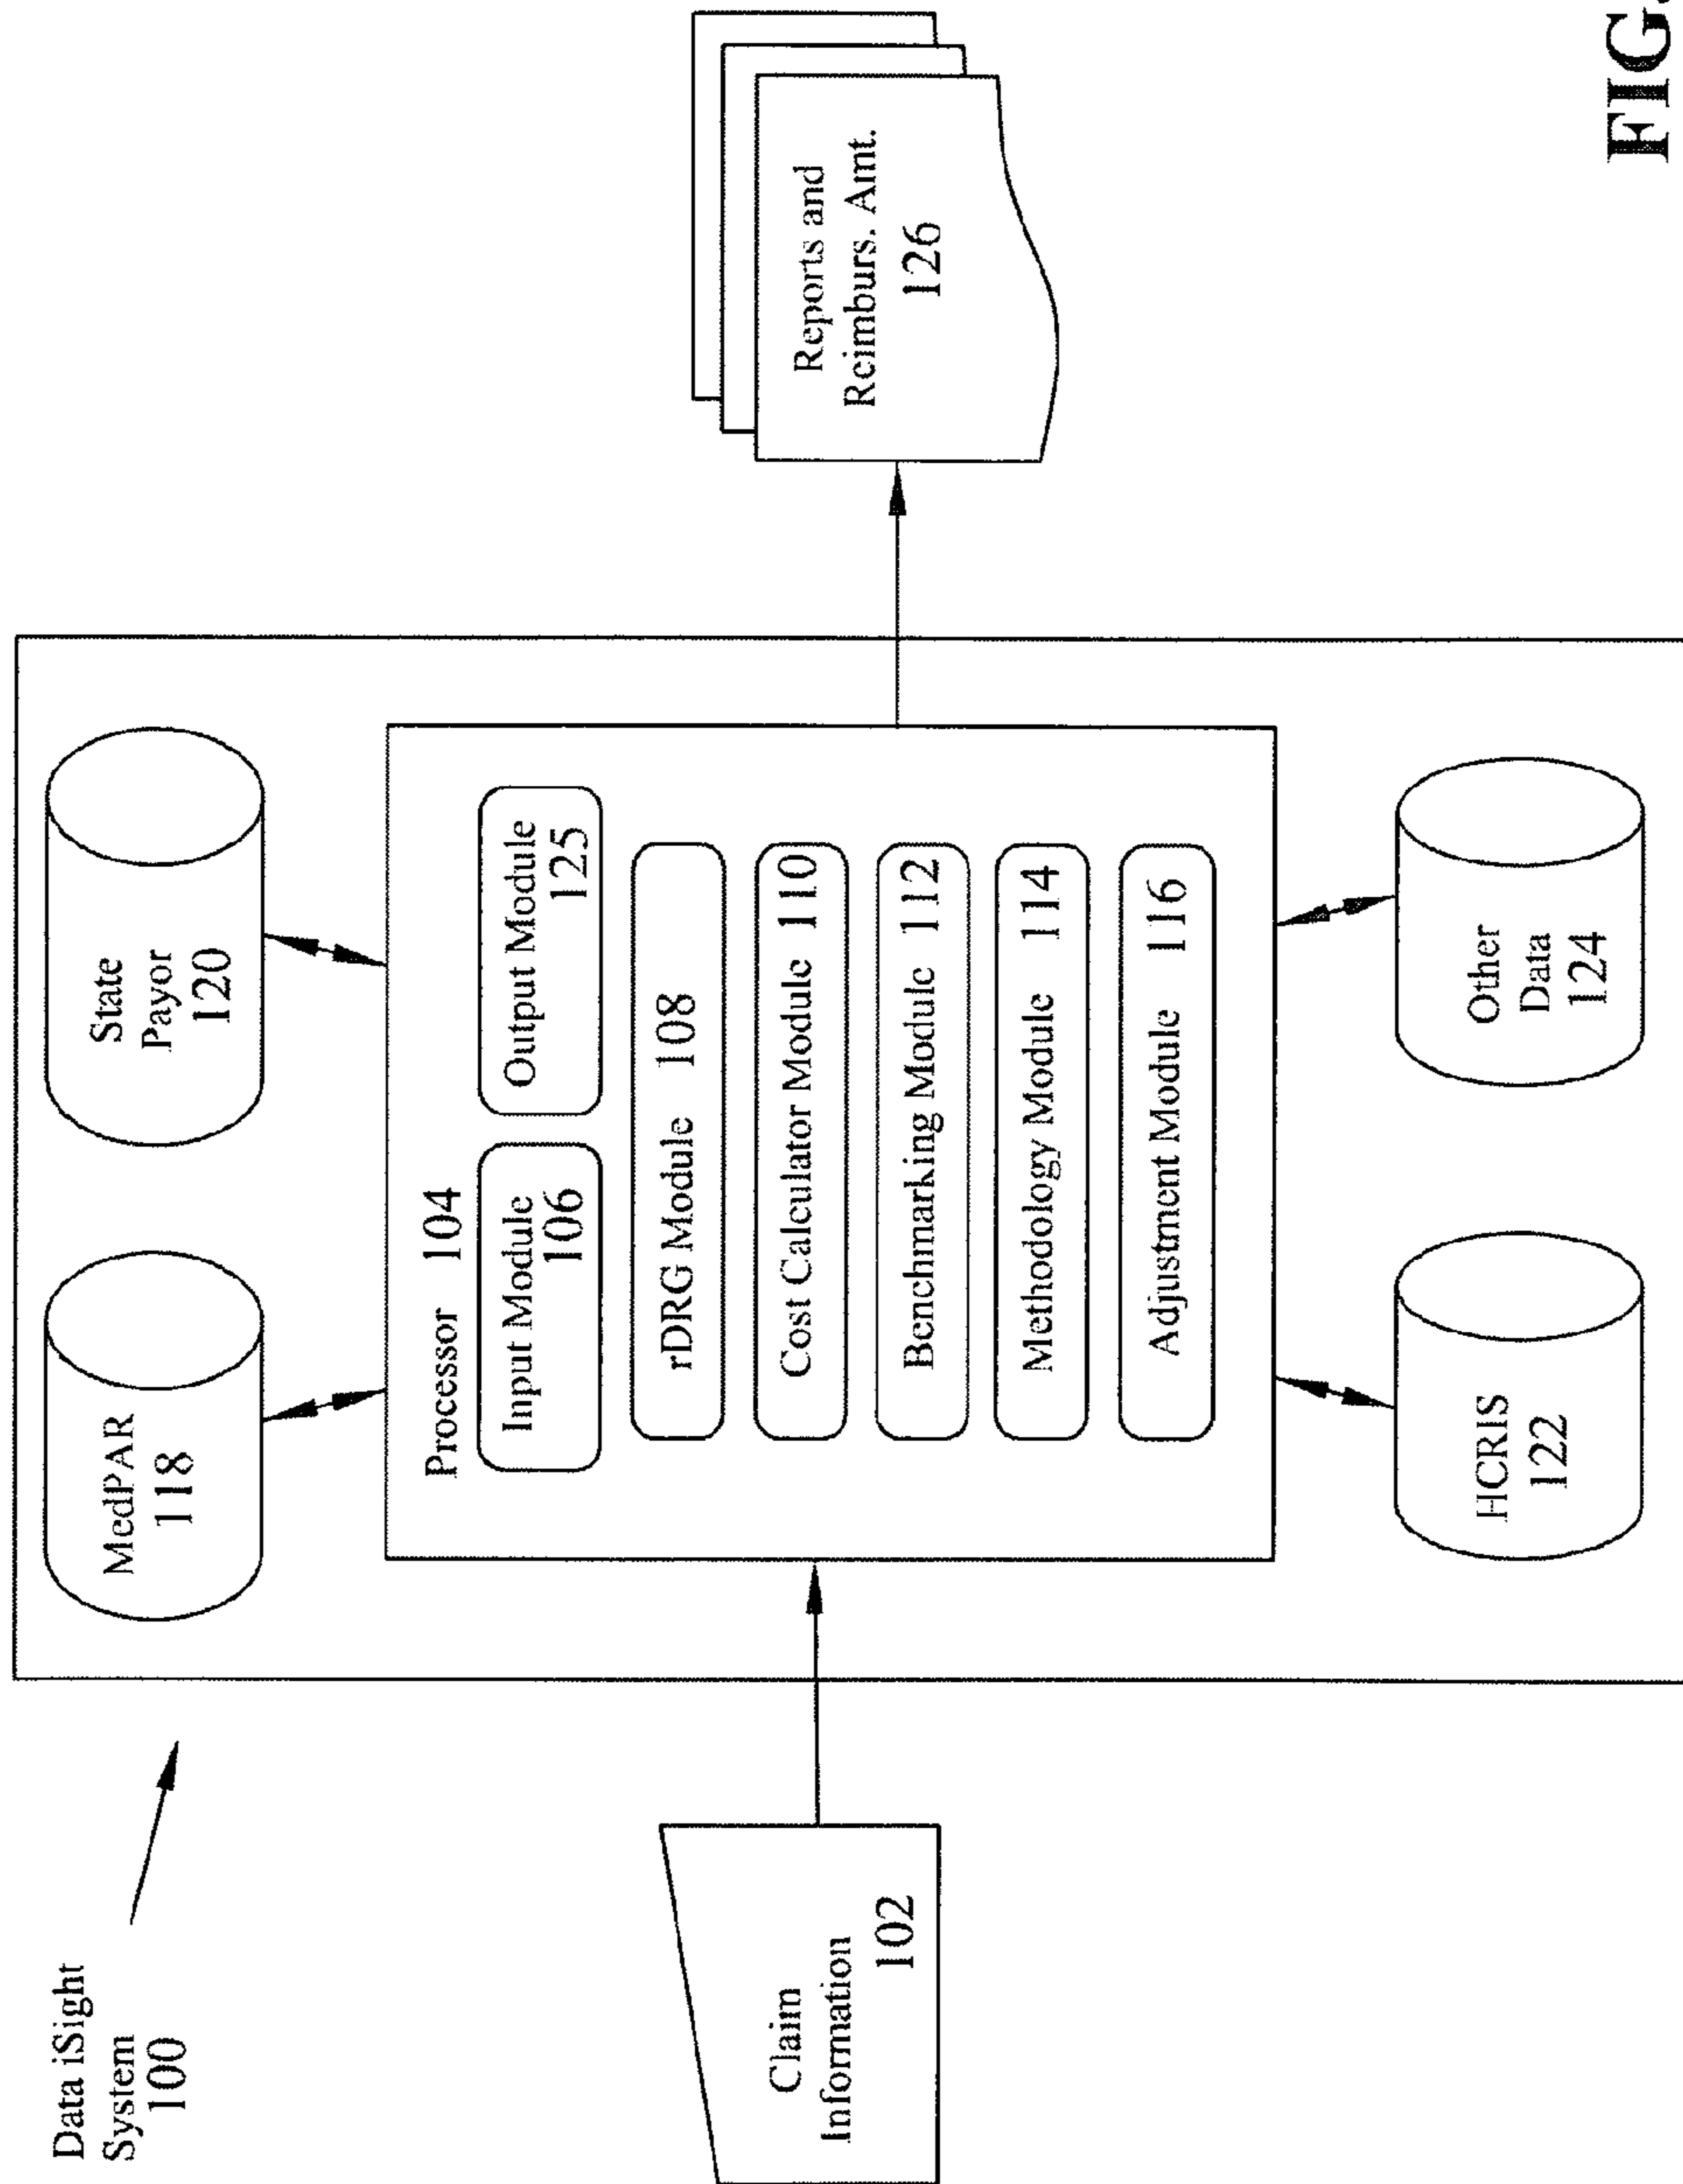 Data iSight
System
100
MedPAR
118
State
Payor
120
Claim
Information
102
Processor 104
Input Module
106
Output Module
125
rDRG Module 108
Cost Calculator Module 110
Benchmarking Module 112
Methodology Module 114
Adjustment Module 116
Reports and
Reimburs. Amt.
126
HCRIS
122
Other
Data
124
FIG.